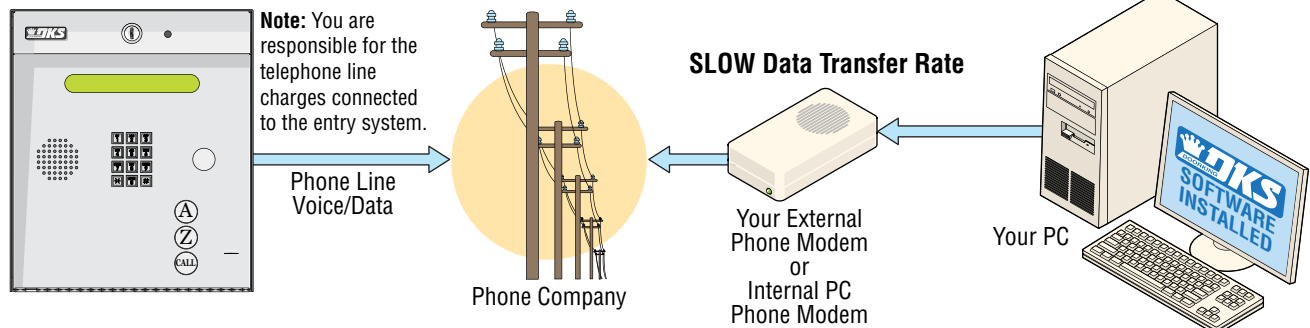 DKS
Note: You are
responsible for the
telephone line
charges connected
to the entry system.
A
Z
CALL
Phone Line
Voice/Data
Phone Company
SLOW Data Transfer Rate
Your External
Phone Modem
or
Internal PC
Phone Modem
Your PC
DOORKING
DKS
SOFTWARE
INSTALLED